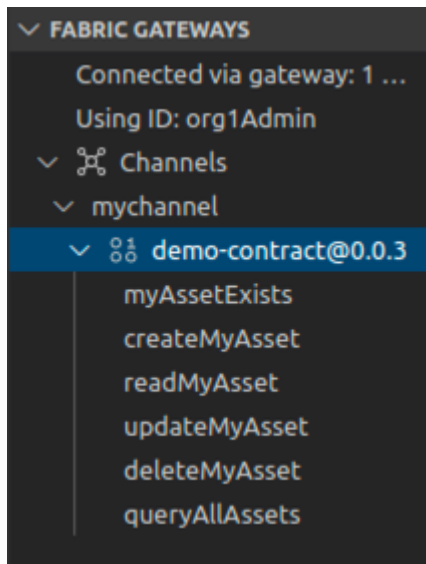 FABRIC GATEWAYS
Connected via gateway: 1 ...
Using ID: org1Admin
Channels
mychannel
demo-contract@0.0.3
myAssetExists
createMyAsset
readMyAsset
updateMyAsset
deleteMyAsset
queryAllAssets